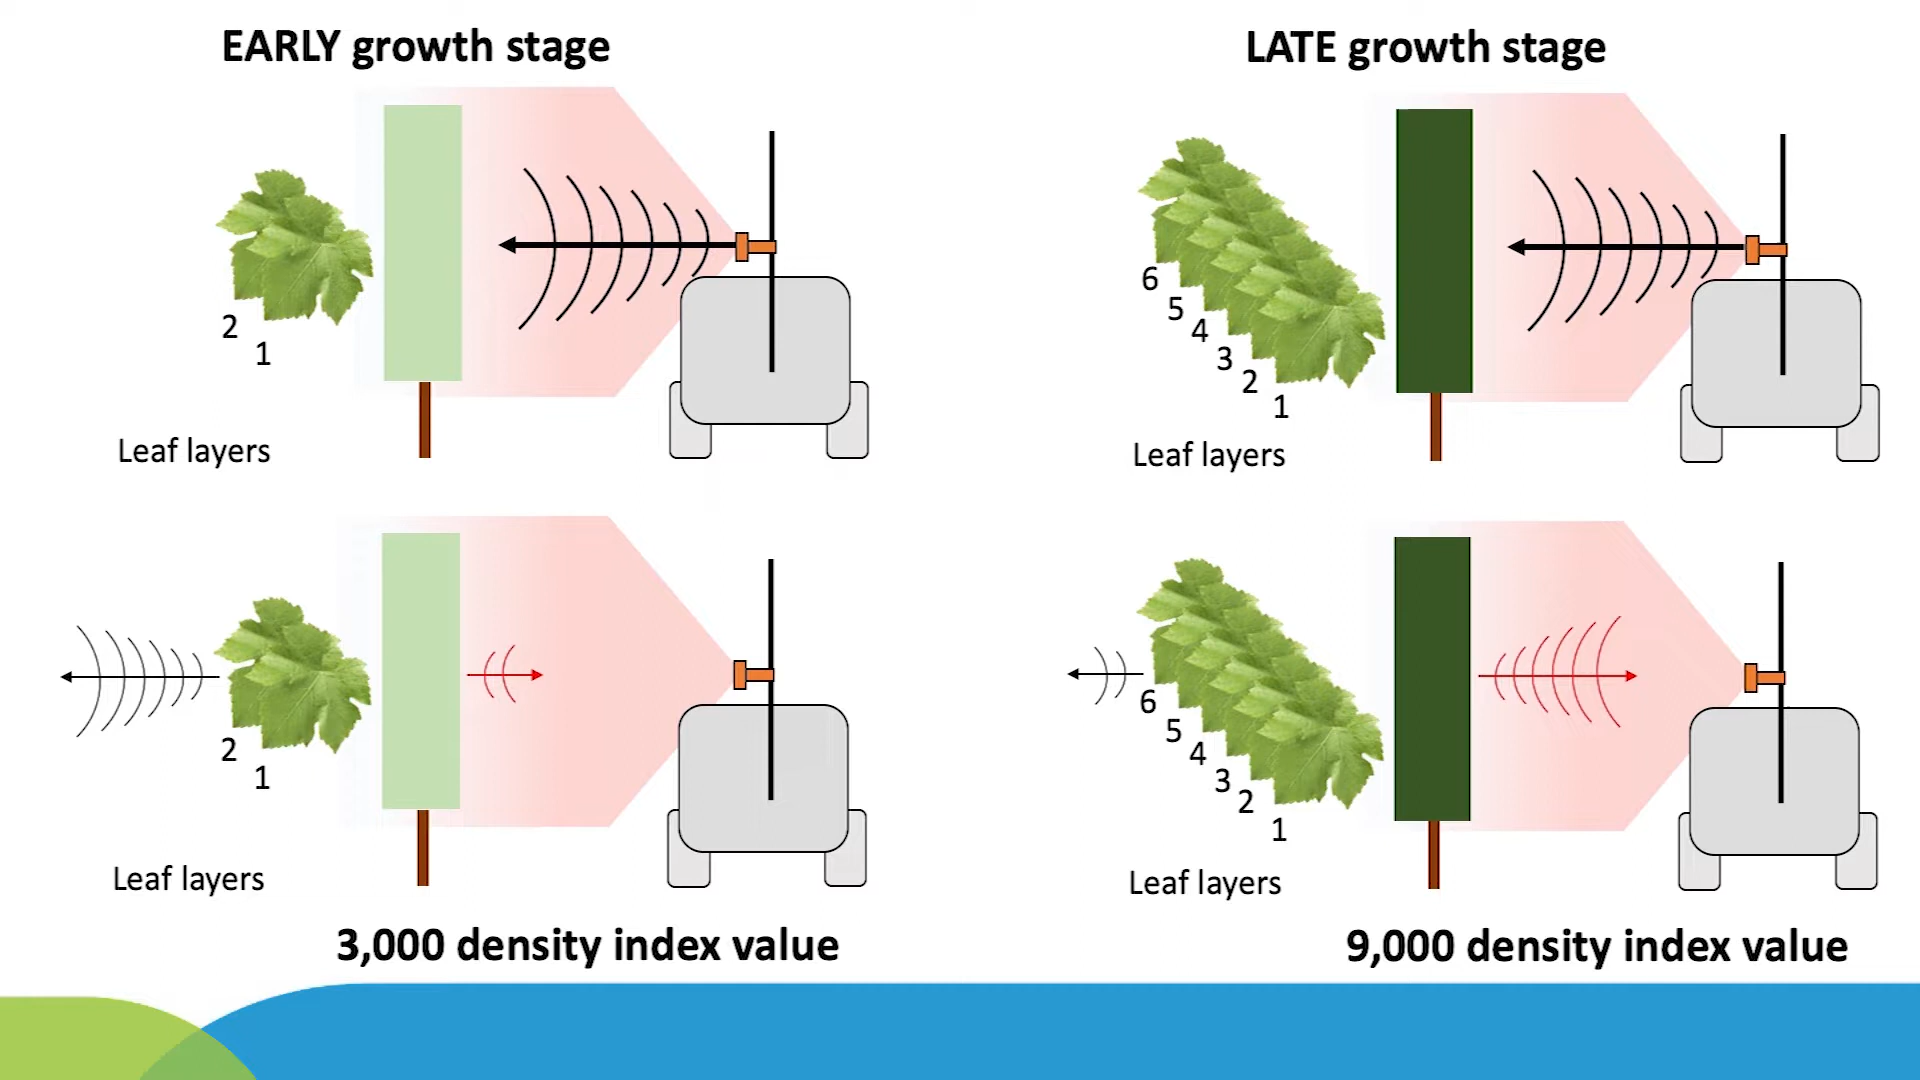 EARLY growth stage
LATE growth stage
2
1
Leaf layers
6
5
4
3
2
1
Leaf layers
2
1
Leaf layers
6
5
4
3
2
1
Leaf layers
3,000 density index value
9,000 density index value